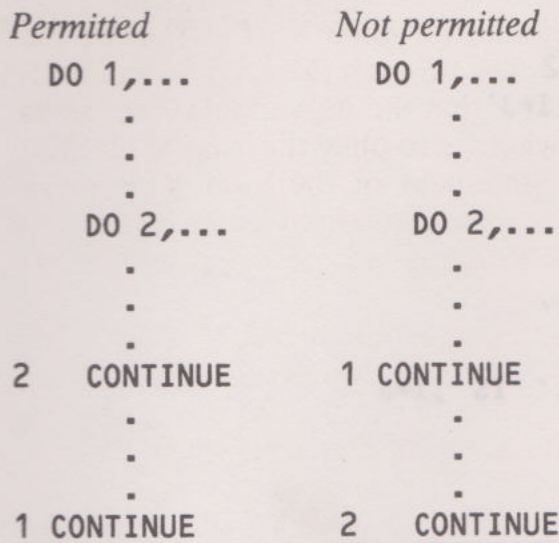 Permitted Not permitted
DO 1,... DO 1,...
. .
. .
. .
DO 2,... DO 2,...
. .
. .
. .
2 CONTINUE 1 CONTINUE
. .
. .
. .
1 CONTINUE 2 CONTINUE